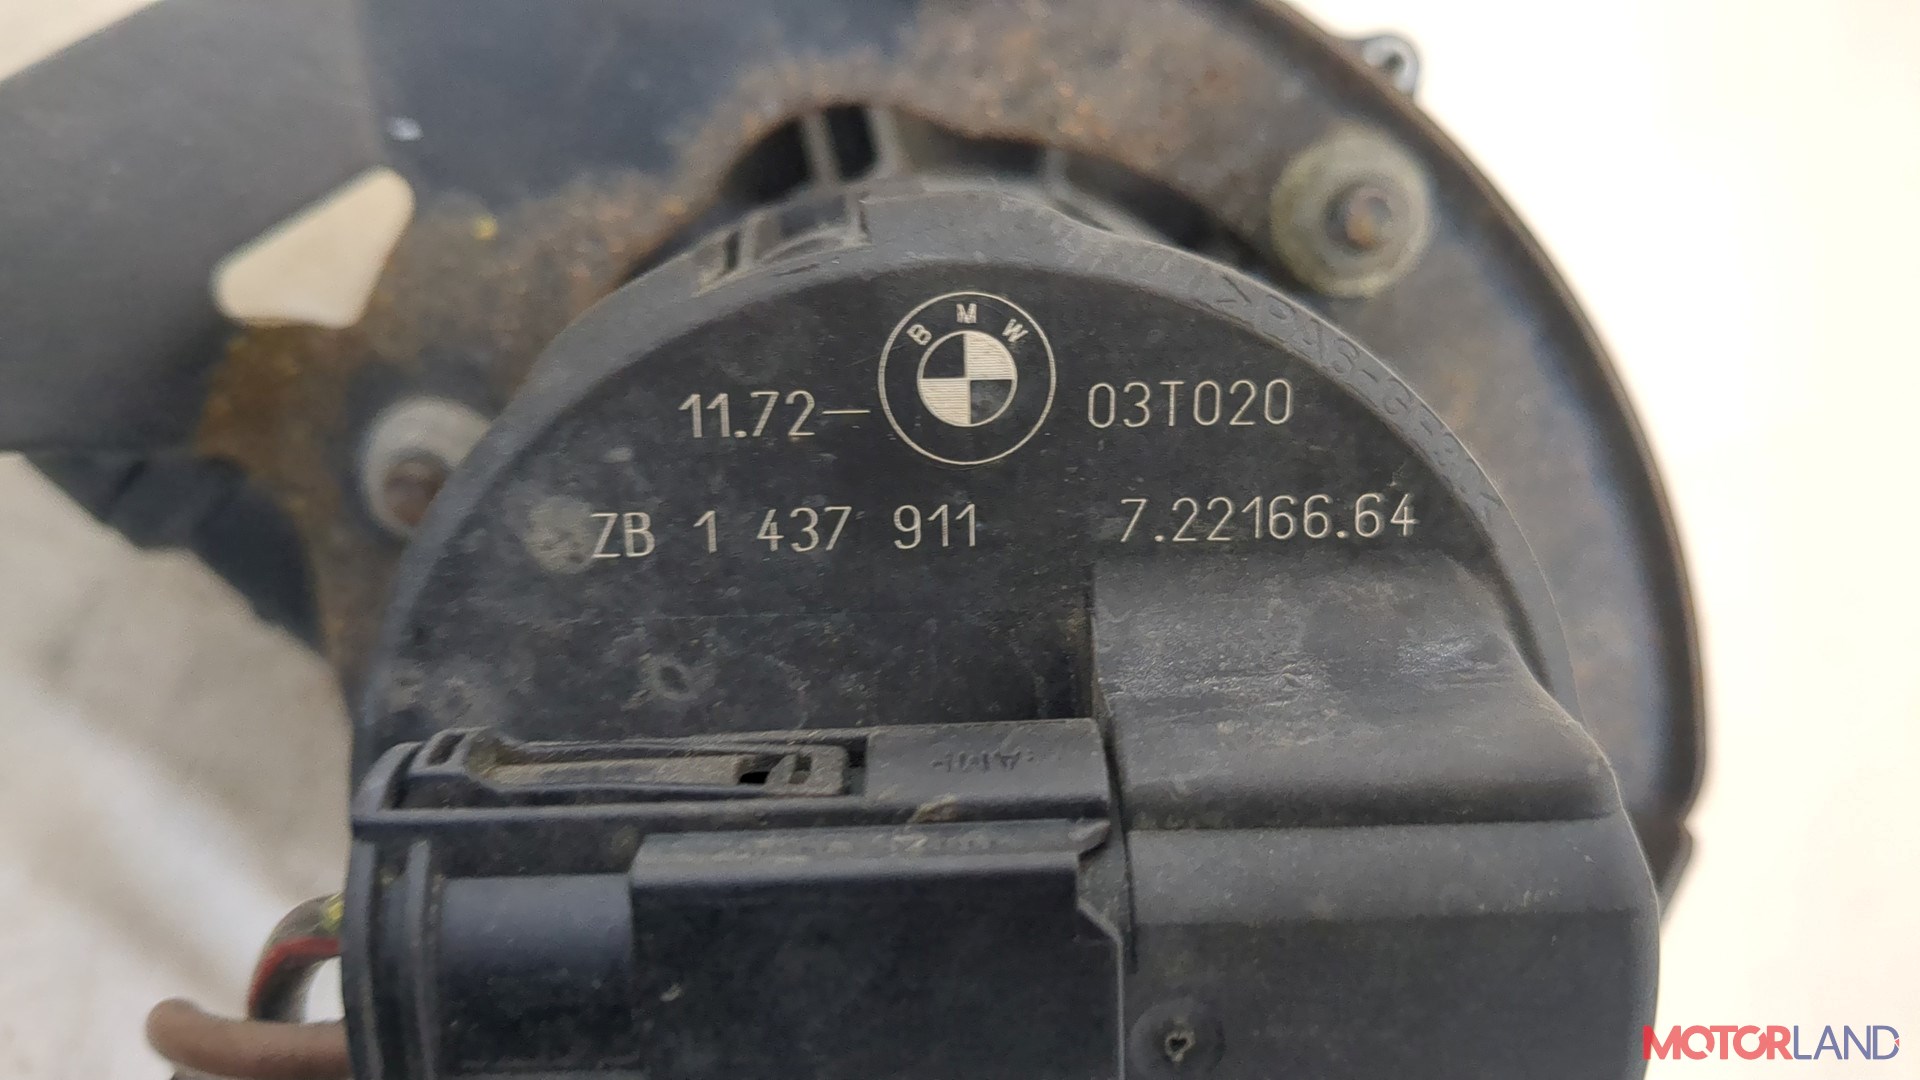 BMW
11.72— 03T020
ZB 1 437 911 7.22166.64
MOTORLAND